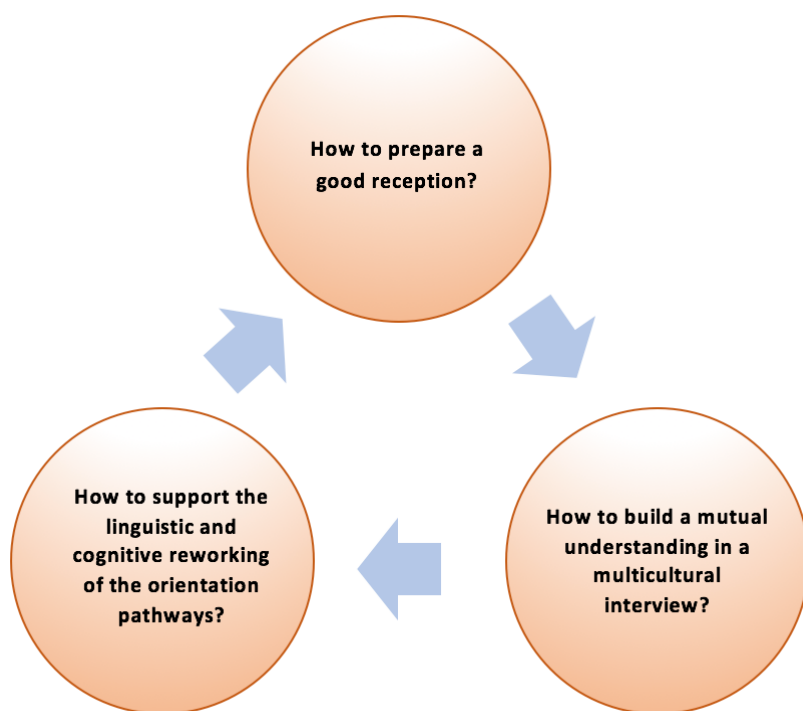 How to prepare a
good reception?
How to build a mutual
understanding in a
multicultural
interview?
How to support the
linguistic and
cognitive reworking
of the orientation
pathways?